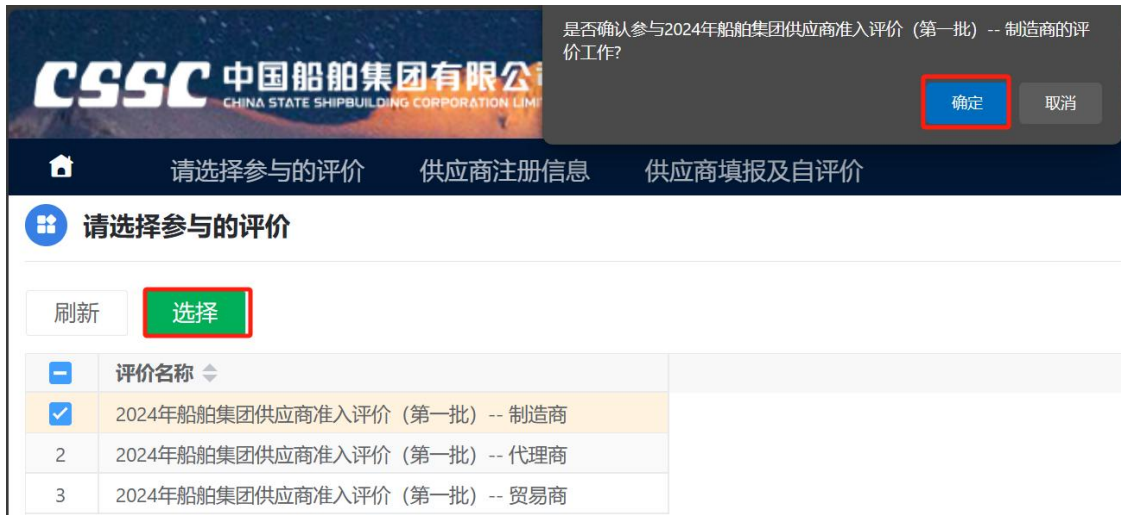 是否确认参与2024年船舶集团供应商准入评价（第一批）-- 制造商的评
价工作?
确定
取消
CSSC 中国船舶集团有限公
CHINA STATE SHIPBUILDING CORPORATION LIMI
请选择参与的评价
供应商注册信息
供应商填报及自评价
请选择参与的评价
刷新
选择
评价名称
2024年船舶集团供应商准入评价（第一批）-- 制造商
2 2024年船舶集团供应商准入评价（第一批）-- 代理商
3 2024年船舶集团供应商准入评价（第一批）-- 贸易商